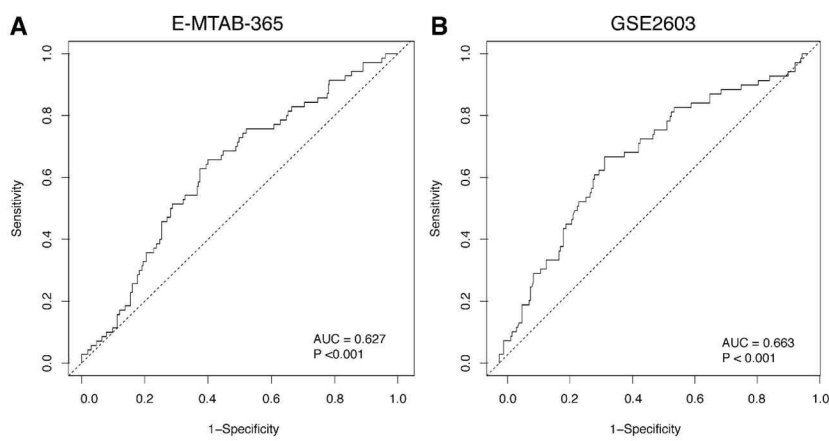 A
E-MTAB-365
Sensitivity
1.0
0.8
0.6
0.4
0.2
0.0
AUC = 0.627
P <0.001
0.0 0.2 0.4 0.6 0.8 1.0
1−Specificity
B
GSE2603
Sensitivity
1.0
0.8
0.6
0.4
0.2
0.0
AUC = 0.663
P < 0.001
0.0 0.2 0.4 0.6 0.8 1.0
1−Specificity